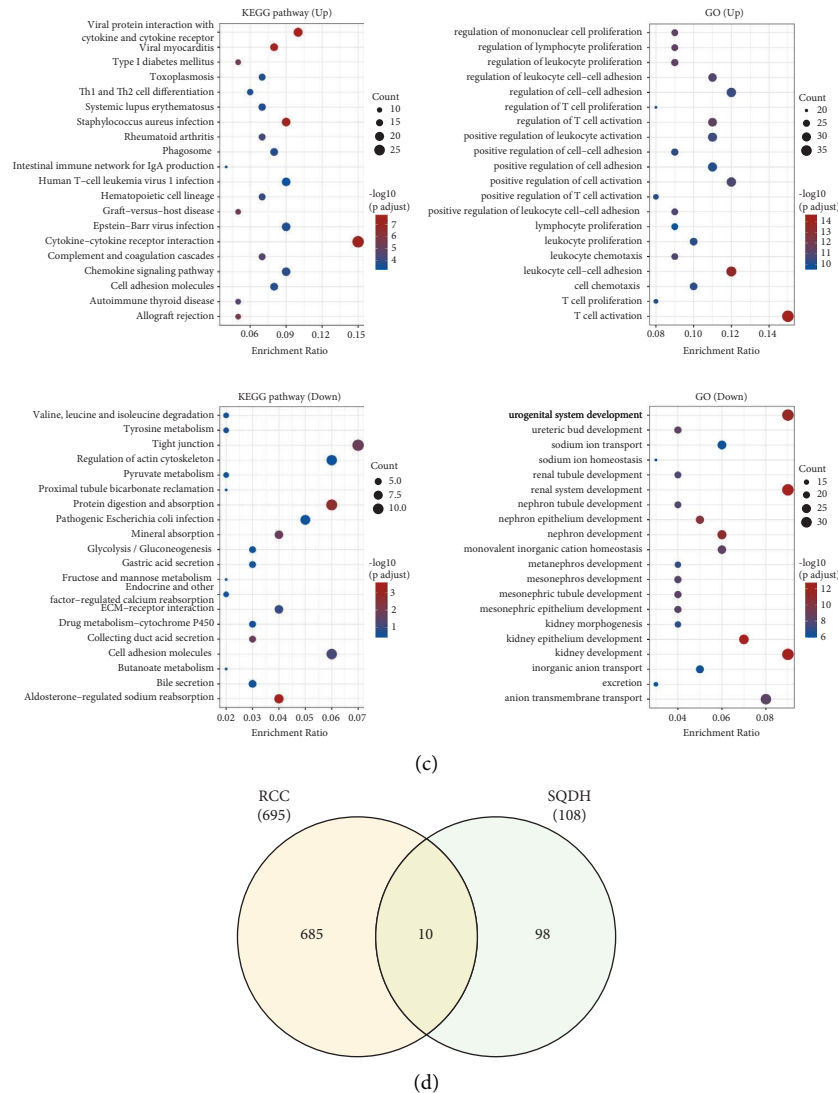 KEGG pathway (Up)
Viral protein interaction with
cytokine and cytokine receptor
Viral myocarditis
Type I diabetes mellitus
Toxoplasmosis
Th1 and Th2 cell differentiation
Systemic lupus erythematosus
Staphylococcus aureus infection
Rheumatoid arthritis
Phagosome
Intestinal immune network for IgA production
Human T−cell leukemia virus 1 infection
Hematopoietic cell lineage
Graft−versus−host disease
Epstein−Barr virus infection
Cytokine−cytokine receptor interaction
Complement and coagulation cascades
Chemokine signaling pathway
Cell adhesion molecules
Autoimmune thyroid disease
Allograft rejection
0.06 0.09 0.12 0.15
Enrichment Ratio
Count
10
15
20
25
-log10
(p adjust)
7
6
5
4
GO (Up)
regulation of mononuclear cell proliferation
regulation of lymphocyte proliferation
regulation of leukocyte proliferation
regulation of leukocyte cell−cell adhesion
regulation of cell−cell adhesion
regulation of T cell proliferation
regulation of T cell activation
positive regulation of leukocyte activation
positive regulation of cell−cell adhesion
positive regulation of cell adhesion
positive regulation of cell activation
positive regulation of T cell activation
positive regulation of leukocyte cell−cell adhesion
lymphocyte proliferation
leukocyte proliferation
leukocyte chemotaxis
leukocyte cell−cell adhesion
cell chemotaxis
T cell proliferation
T cell activation
0.08 0.10 0.12 0.14
Enrichment Ratio
Count
20
25
30
35
-log10
(p adjust)
14
13
12
11
10
KEGG pathway (Down)
Valine, leucine and isoleucine degradation
Tyrosine metabolism
Tight junction
Regulation of actin cytoskeleton
Pyruvate metabolism
Proximal tubule bicarbonate reclamation
Protein digestion and absorption
Pathogenic Escherichia coli infection
Mineral absorption
Glycolysis / Gluconeogenesis
Gastric acid secretion
Fructose and mannose metabolism
Endocrine and other
factor−regulated calcium reabsorption
ECM−receptor interaction
Drug metabolism−cytochrome P450
Collecting duct acid secretion
Cell adhesion molecules
Butanoate metabolism
Bile secretion
Aldosterone−regulated sodium reabsorption
0.02 0.03 0.04 0.05 0.06 0.07
Enrichment Ratio
Count
5.0
7.5
10.0
-log10
(p adjust)
3
2
1
GO (Down)
urogenital system development
ureteric bud development
sodium ion transport
sodium ion homeostasis
renal tubule development
renal system development
nephron tubule development
nephron epithelium development
nephron development
monovalent inorganic cation homeostasis
metanephros development
mesonephros development
mesonephric tubule development
mesonephric epithelium development
kidney morphogenesis
kidney epithelium development
kidney development
inorganic anion transport
excretion
anion transmembrane transport
0.04 0.06 0.08
Enrichment Ratio
Count
15
20
25
30
-log10
(p adjust)
12
10
8
6
(c)
RCC
(695)
SQDH
(108)
685
10
98
(d)